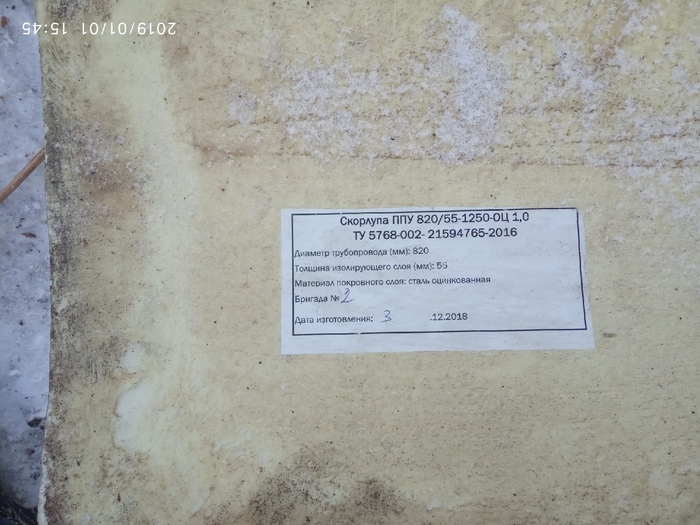 2019/01/01 15:45
Скорлупа ППУ 820/55-1250-ОЦ 1,0
ТУ 5768-002- 21594765-2016
Диаметр трубопровода (мм): 820
Толщина изолирующего слоя (мм): 55
Материал покровного слоя: сталь оцинкованная
Бригада № 2
Дата изготовления: 3 .12.2018